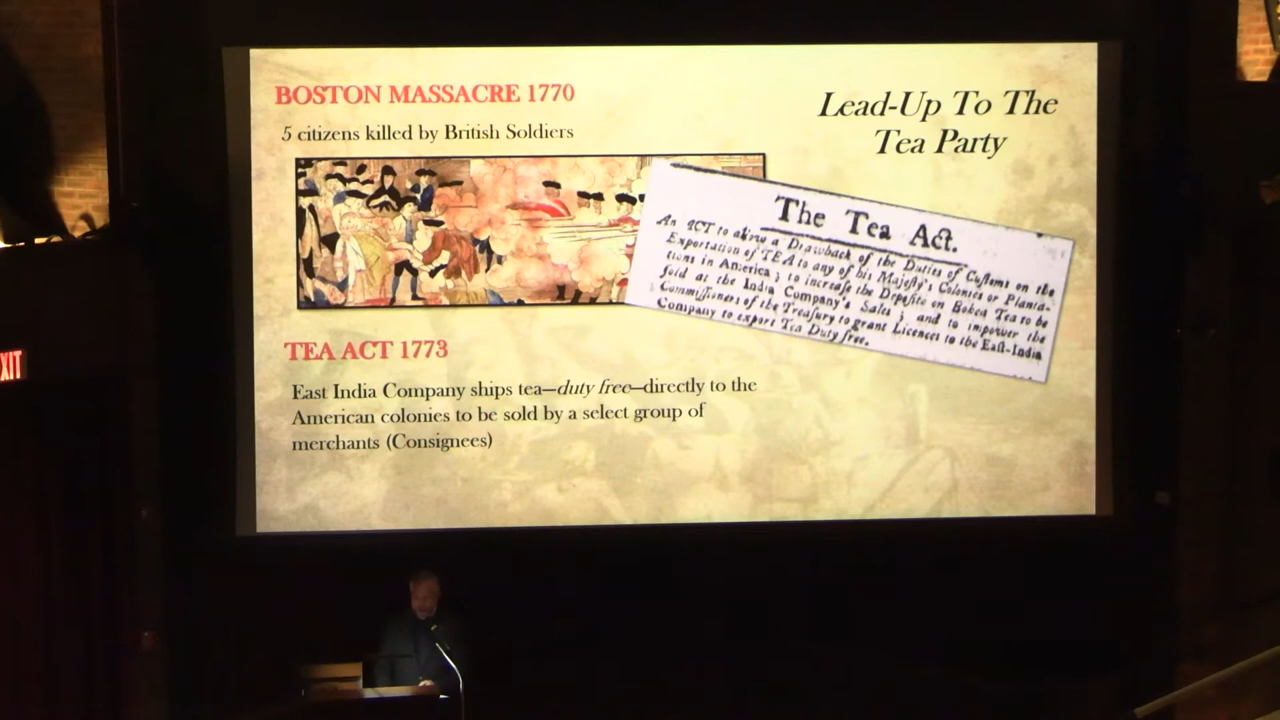 BOSTON MASSACRE 1770
5 citizens killed by British Soldiers
Lead-Up To The
Tea Party
The Tea Act.
An ACT to allow a Drawback of the Duties of Customs on the
Exportation of TEA to any of his Majesty's Colonies or Planta-
tions in America; to increase the Deposite on Bohea Tea to be
sold at the India Company's Sales; and to impower the
Commissioners of the Treasury to grant Licences to the East-India
Company to export Tea Duty free.
TEA ACT 1773
East India Company ships tea—duty free—directly to the
American colonies to be sold by a select group of
merchants (Consignees)
XIT